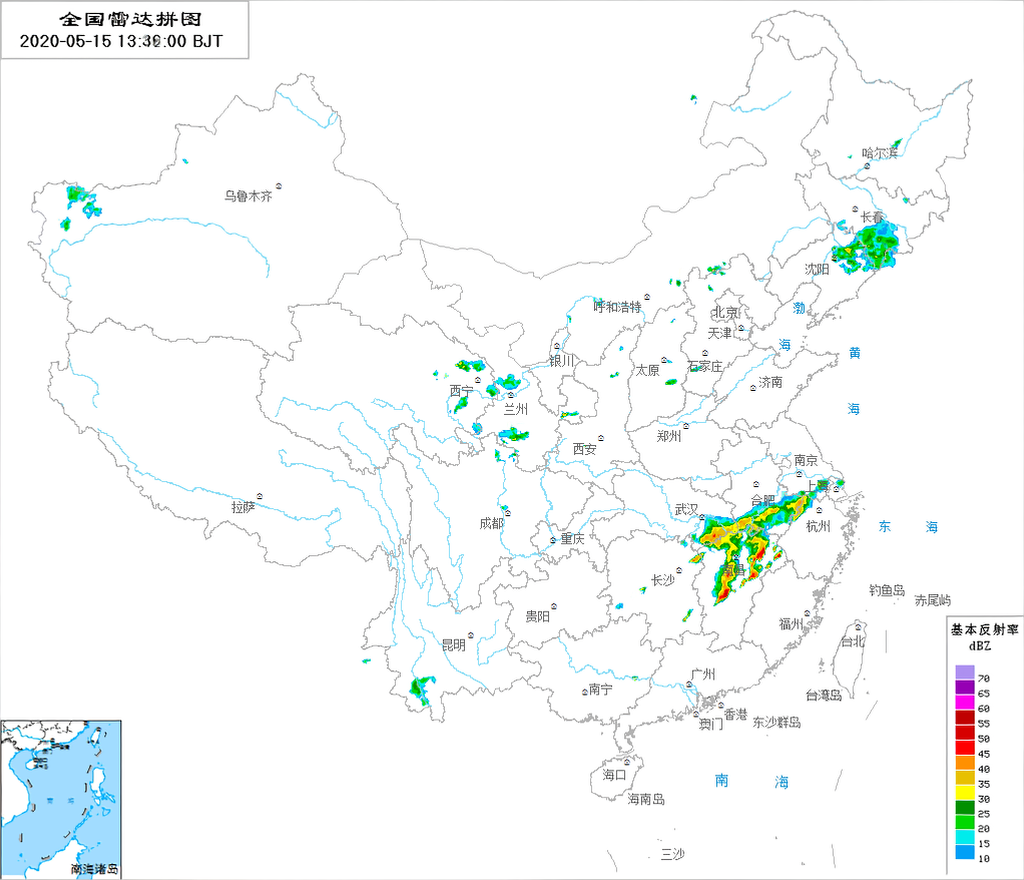 全国雷达拼图
2020-05-15 13:39:00 BJT
哈尔滨
乌鲁木齐
长春
沈阳
呼和浩特
北京
天津
渤
海
黄
海
银川
太原
石家庄
济南
西宁
兰州
郑州
西安
南京
上海
合肥
拉萨
成都
武汉
杭州
东 海
重庆
长沙
南昌
钓鱼岛
赤尾屿
贵阳
福州
昆明
台北
基本反射率
dBZ
70
65
60
55
50
45
40
35
30
25
20
15
10
广州
南宁
台湾岛
香港
澳门
东沙群岛
海口
南 海
海南岛
三沙
南 海
南海诸岛